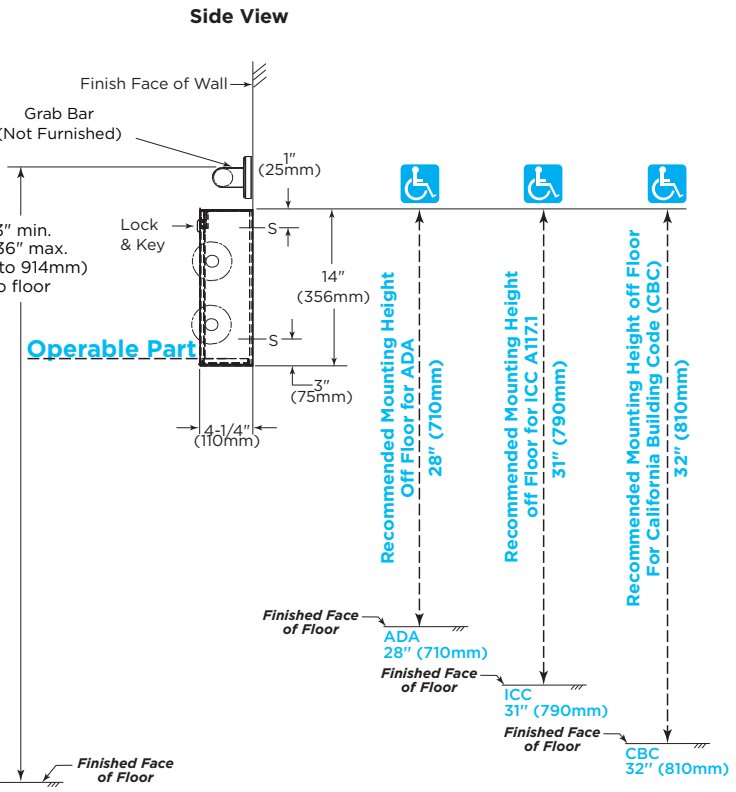 Side View
Finish Face of Wall
Grab Bar
(Not Furnished)
1"
(25mm)
3" min.
36" max.
to 914mm)
o floor
Lock
& Key
S
14"
(356mm)
S
Operable Part
3"
(75mm)
4-1/4"
(110mm)
Recommended Mounting Height
Off Floor for ADA
28" (710mm)
Recommended Mounting Height
off Floor for ICC A117.1
31" (790mm)
Recommended Mounting Height off Floor
For California Building Code (CBC)
32" (810mm)
Finished Face
of Floor
ADA
28" (710mm)
Finished Face
of Floor
ICC
31" (790mm)
Finished Face
of Floor
CBC
32" (810mm)
Finished Face
of Floor